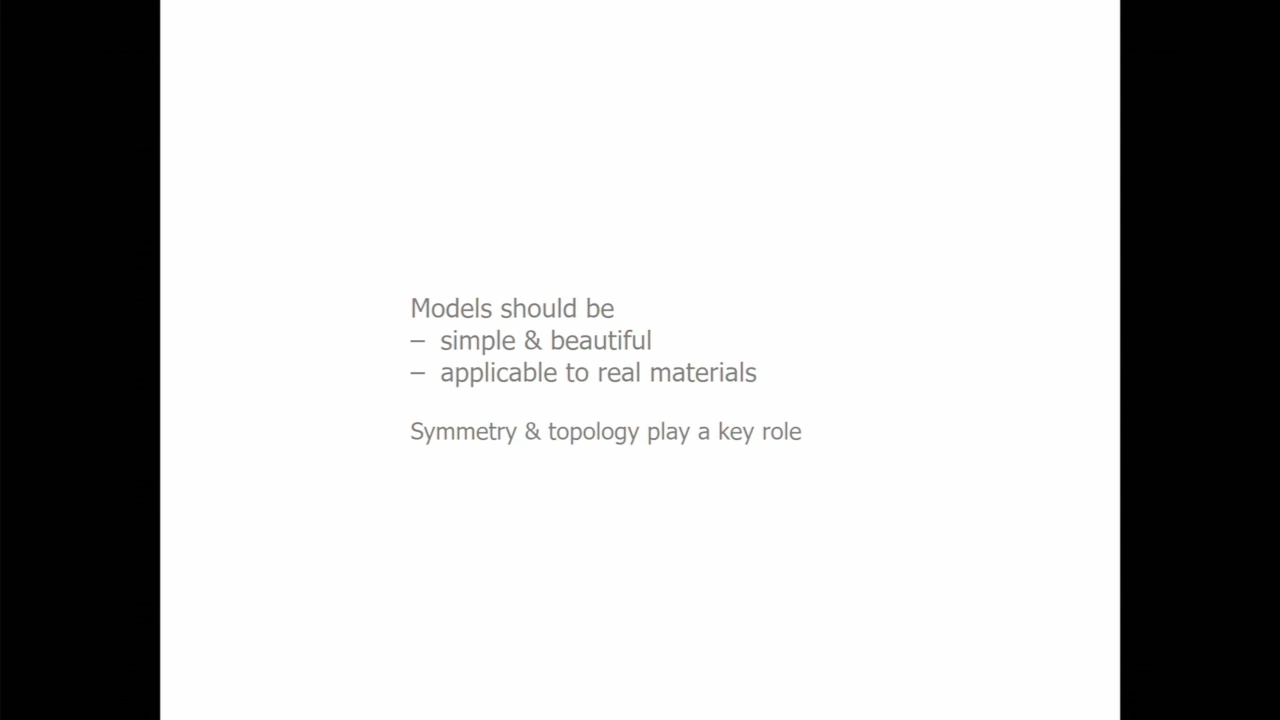 Models should be
– simple & beautiful
– applicable to real materials
Symmetry & topology play a key role